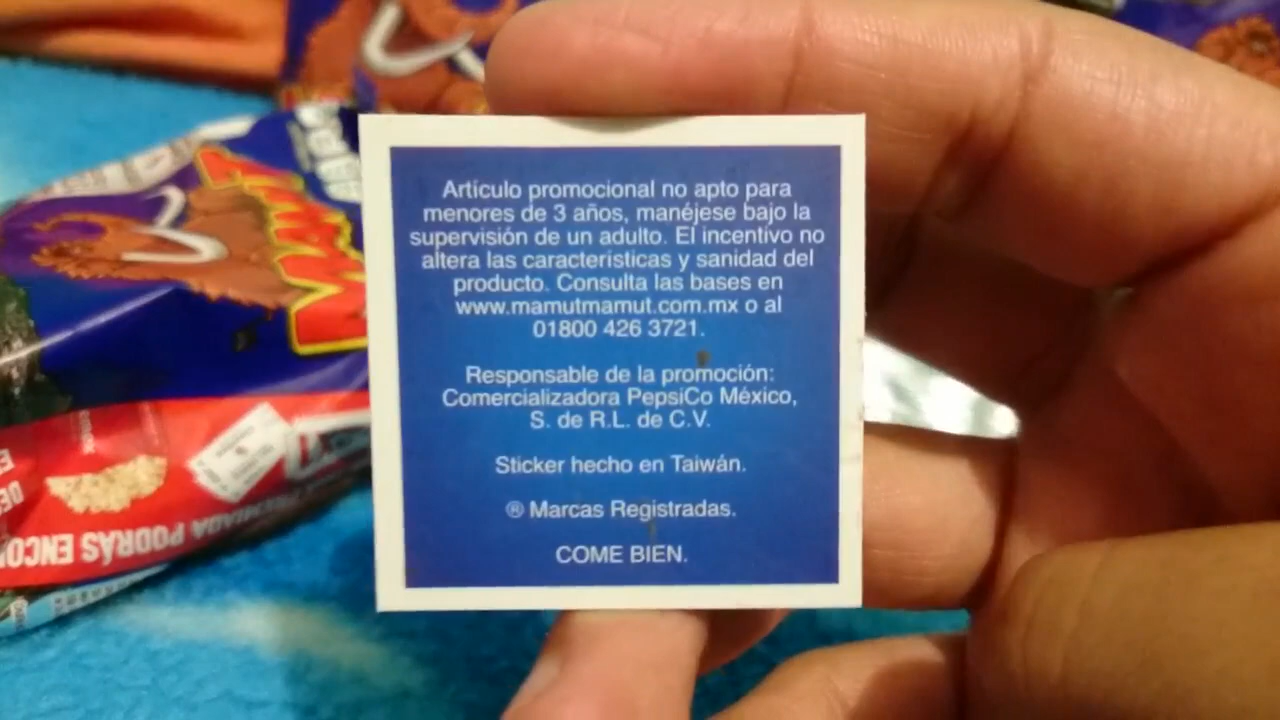 Artículo promocional no apto para
menores de 3 años, manéjese bajo la
supervisión de un adulto. El incentivo no
altera las características y sanidad del
producto. Consulta las bases en
www.mamutmamut.com.mx o al
01800 426 3721.
Responsable de la promoción:
Comercializadora PepsiCo México,
S. de R.L. de C.V.
Sticker hecho en Taiwán.
® Marcas Registradas.
COME BIEN.
MAMUT
PODRÁS